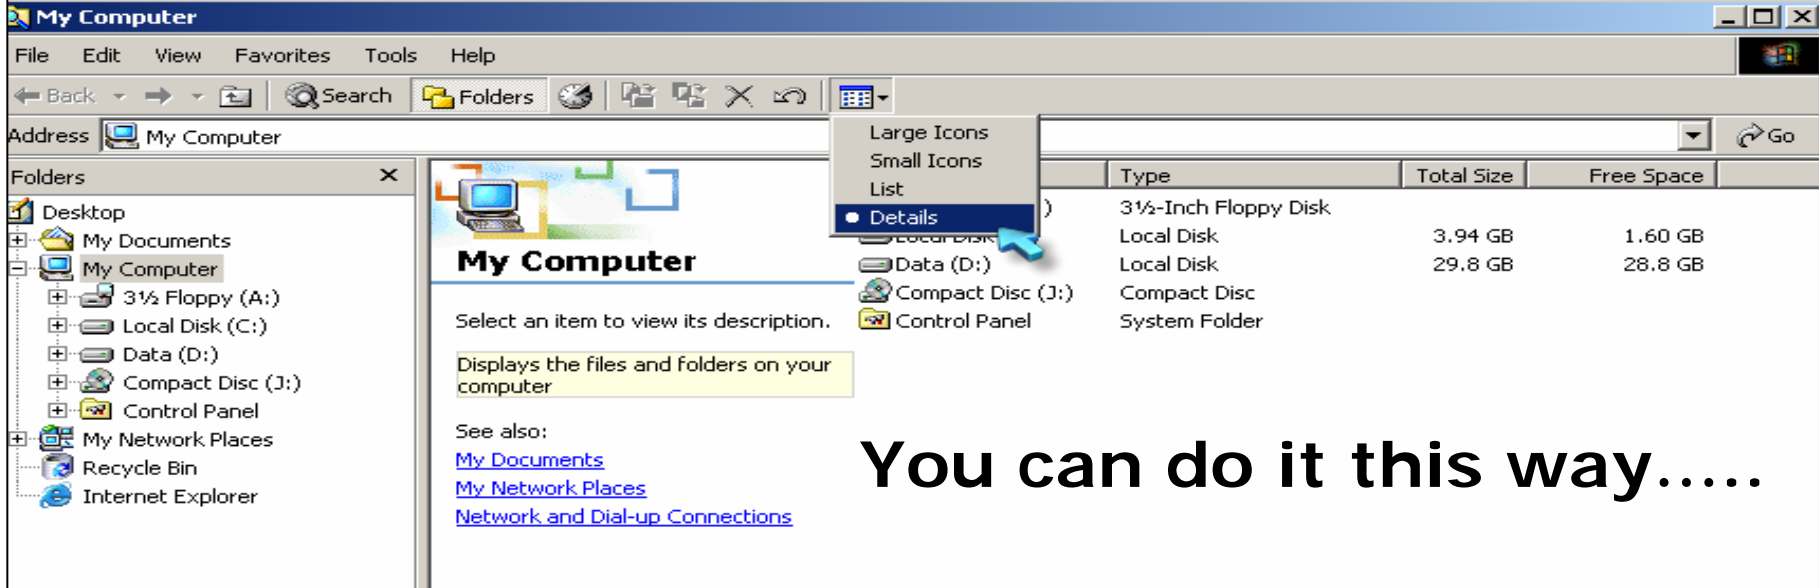 My Computer
File Edit View Favorites Tools Help
Back Search Folders
Address My Computer Go
Large Icons
Small Icons
List
Details
Folders
Desktop
My Documents
My Computer
3½ Floppy (A:)
Local Disk (C:)
Data (D:)
Compact Disc (J:)
Control Panel
My Network Places
Recycle Bin
Internet Explorer
My Computer
Select an item to view its description.
Displays the files and folders on your
computer
See also:
My Documents
My Network Places
Network and Dial-up Connections
Type Total Size Free Space
) 3½-Inch Floppy Disk
Local Disk Local Disk 3.94 GB 1.60 GB
Data (D:) Local Disk 29.8 GB 28.8 GB
Compact Disc (J:) Compact Disc
Control Panel System Folder
You can do it this way.....